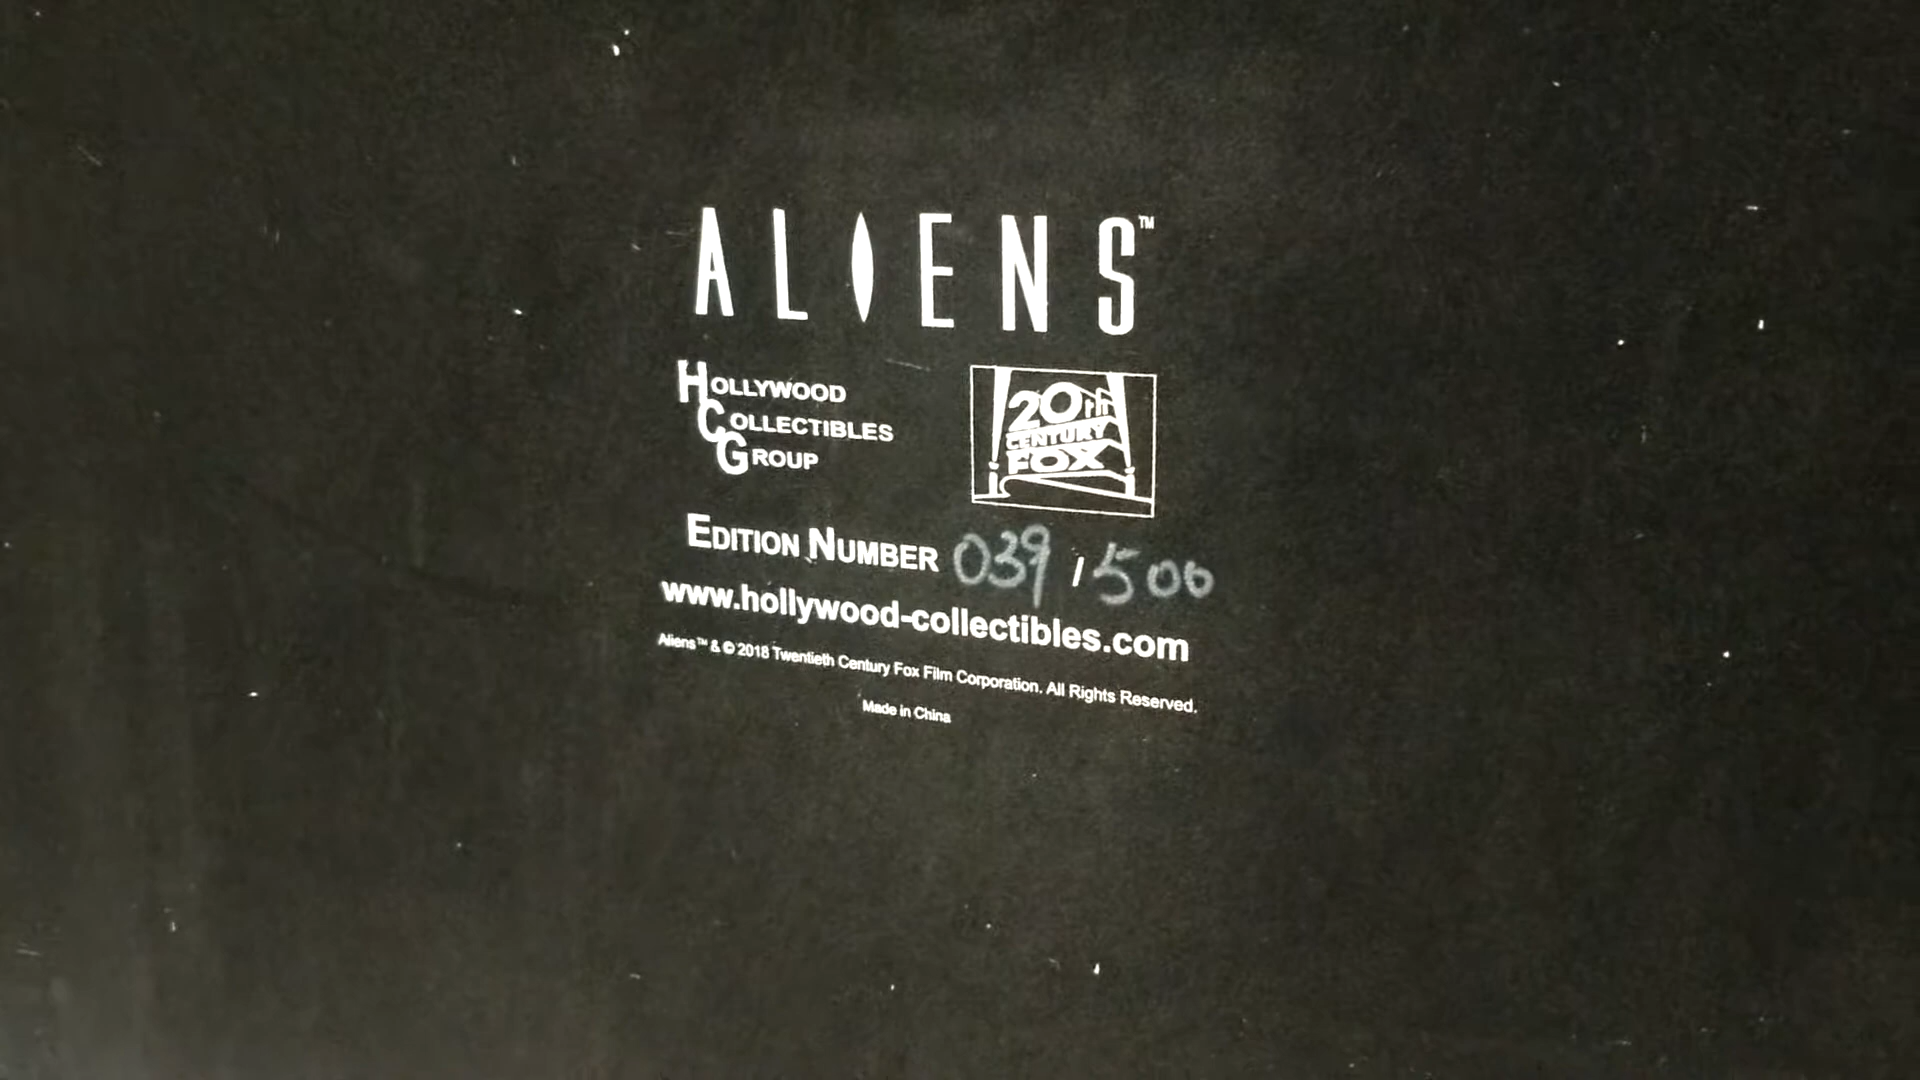 ALIENS™
HOLLYWOOD
COLLECTIBLES
GROUP
20th
CENTURY
FOX
EDITION NUMBER 039 / 500
www.hollywood-collectibles.com
Aliens™ & © 2018 Twentieth Century Fox Film Corporation. All Rights Reserved.
Made in China